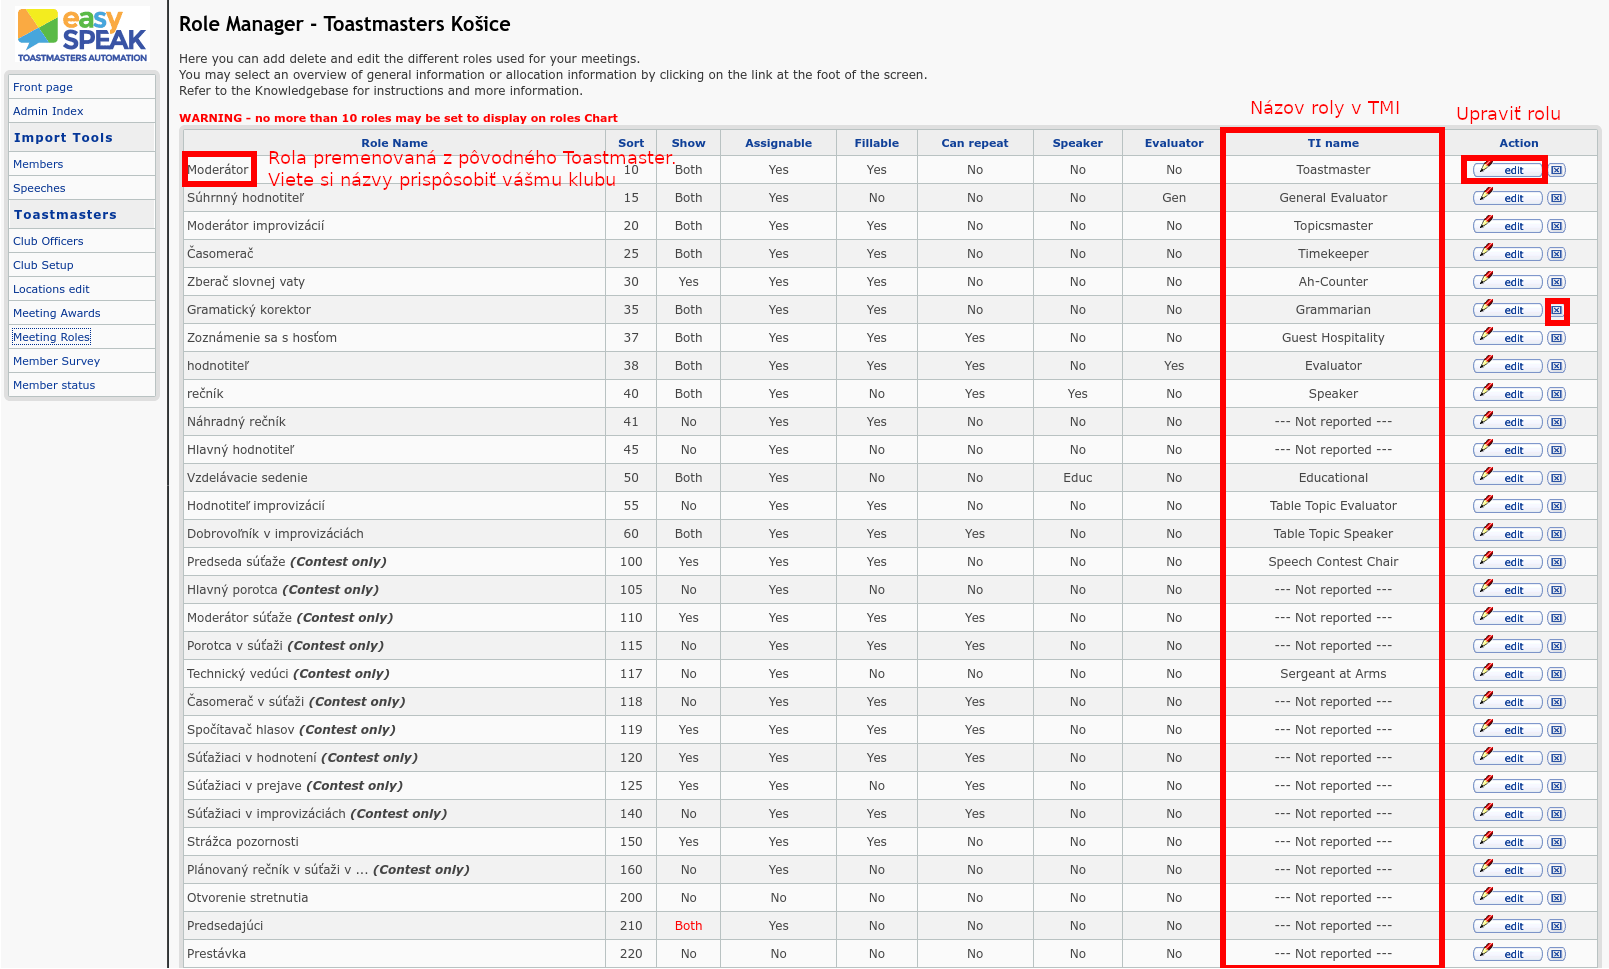 easy
SPEAK
TOASTMASTERS AUTOMATION
Front page
Admin Index
Import Tools
Members
Speeches
Toastmasters
Club Officers
Club Setup
Locations edit
Meeting Awards
Meeting Roles
Member Survey
Member status
Role Manager - Toastmasters Košice
Here you can add delete and edit the different roles used for your meetings.
You may select an overview of general information or allocation information by clicking on the link at the foot of the screen.
Refer to the Knowledgebase for instructions and more information.
Názov roly v TMI
Upraviť rolu
WARNING - no more than 10 roles may be set to display on roles Chart
Role Name Sort Show Assignable Fillable Can repeat Speaker Evaluator TI name Action
Rola premenovaná z pôvodného Toastmaster.
Viete si názvy prispôsobiť vášmu klubu
Moderátor 10 Both Yes Yes No No No Toastmaster edit
Súhrnný hodnotiteľ 15 Both Yes No No No Gen General Evaluator edit
Moderátor improvizácií 20 Both Yes Yes No No No Topicsmaster edit
Časomerač 25 Both Yes Yes No No No Timekeeper edit
Zberač slovnej vaty 30 Yes Yes Yes No No No Ah-Counter edit
Gramatický korektor 35 Both Yes Yes No No No Grammarian edit
Zoznámenie sa s hosťom 37 Both Yes Yes Yes No No Guest Hospitality edit
hodnotiteľ 38 Both Yes Yes Yes No Yes Evaluator edit
rečník 40 Both Yes No Yes Yes No Speaker edit
Náhradný rečník 41 No Yes Yes No No No --- Not reported --- edit
Hlavný hodnotiteľ 45 No Yes No No No No --- Not reported --- edit
Vzdelávacie sedenie 50 Both Yes No No Educ No Educational edit
Hodnotiteľ improvizácií 55 No Yes Yes No No No Table Topic Evaluator edit
Dobrovoľník v improvizáciách 60 Both Yes Yes Yes No No Table Topic Speaker edit
Predseda súťaže (Contest only) 100 Yes Yes Yes No No No Speech Contest Chair edit
Hlavný porotca (Contest only) 105 No Yes No No No No --- Not reported --- edit
Moderátor súťaže (Contest only) 110 Yes Yes Yes Yes No No --- Not reported --- edit
Porotca v súťaži (Contest only) 115 No Yes Yes Yes No No --- Not reported --- edit
Technický vedúci (Contest only) 117 No Yes No No No No Sergeant at Arms edit
Časomerač v súťaži (Contest only) 118 No Yes Yes Yes No No --- Not reported --- edit
Spočítavač hlasov (Contest only) 119 Yes Yes Yes Yes No No --- Not reported --- edit
Súťažiaci v hodnotení (Contest only) 120 Yes Yes Yes Yes No No --- Not reported --- edit
Súťažiaci v prejave (Contest only) 125 Yes Yes No Yes No No --- Not reported --- edit
Súťažiaci v improvizáciách (Contest only) 140 No Yes Yes Yes No No --- Not reported --- edit
Strážca pozornosti 150 Yes Yes Yes No No No --- Not reported --- edit
Plánovaný rečník v súťaži v ... (Contest only) 160 No Yes No No No No --- Not reported --- edit
Otvorenie stretnutia 200 No No No No No No --- Not reported --- edit
Predsedajúci 210 Both Yes No No No No --- Not reported --- edit
Prestávka 220 No No No No No No --- Not reported --- edit